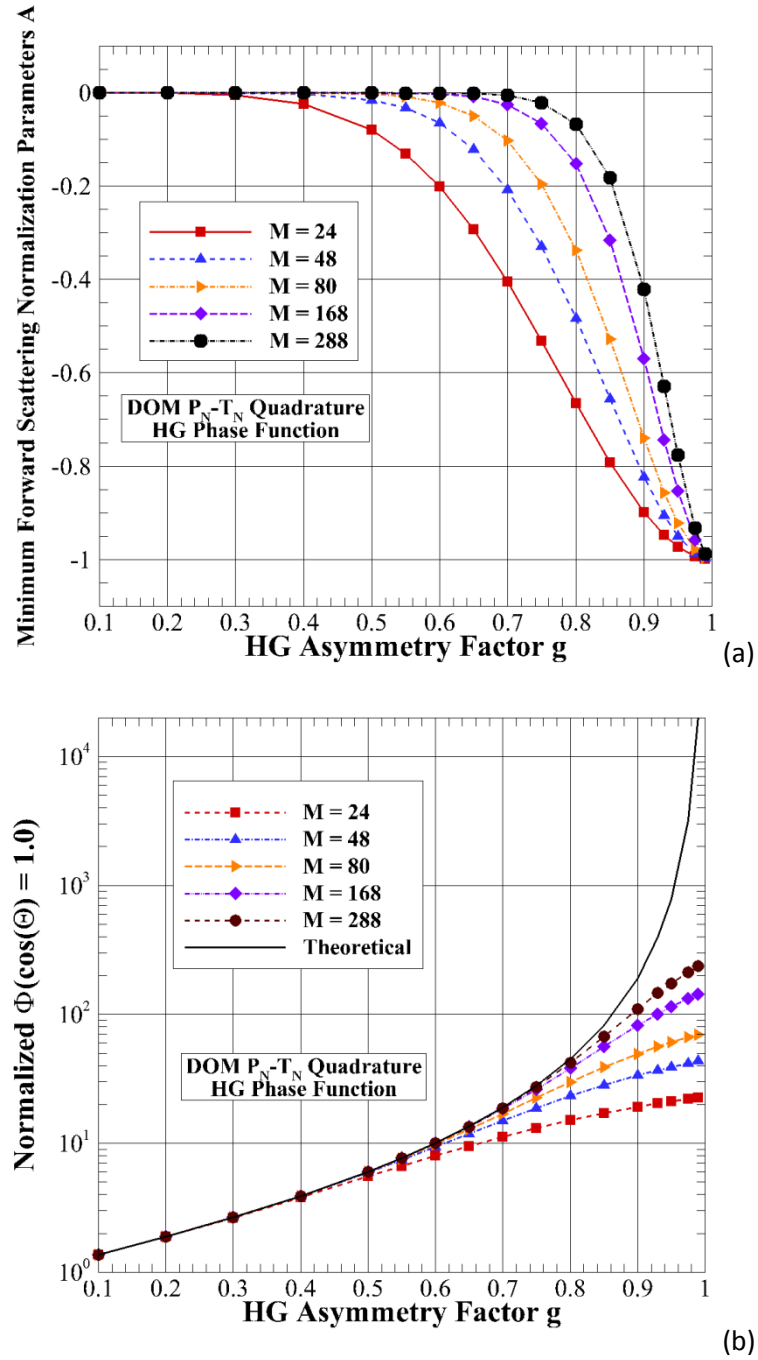 Minimum Forward Scattering Normalization Parameters A
0
-0.2
-0.4
-0.6
-0.8
-1
M = 24
M = 48
M = 80
M = 168
M = 288
DOM P_N-T_N Quadrature
HG Phase Function
0.1 0.2 0.3 0.4 0.5 0.6 0.7 0.8 0.9 1
HG Asymmetry Factor g
(a)
Normalized Φ(cos(Θ) = 1.0)
10^4
10^3
10^2
10^1
10^0
M = 24
M = 48
M = 80
M = 168
M = 288
Theoretical
DOM P_N-T_N Quadrature
HG Phase Function
0.1 0.2 0.3 0.4 0.5 0.6 0.7 0.8 0.9 1
HG Asymmetry Factor g
(b)